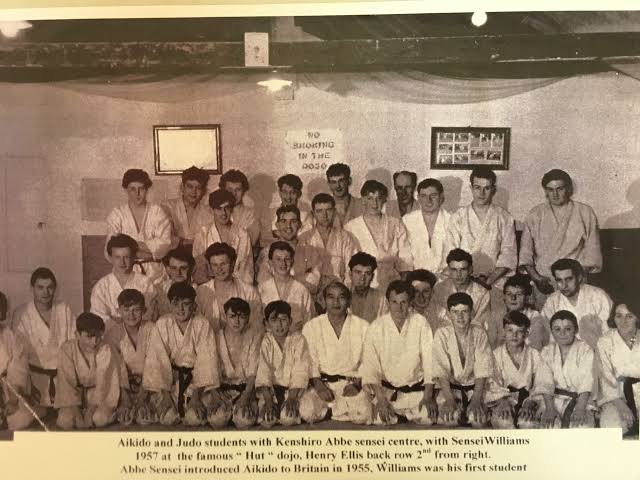 NO
SMOKING
IN THE
DOJO
Aikido and Judo students with Kenshiro Abbe sensei centre, with SenseiWilliams
1957 at the famous " Hut " dojo, Henry Ellis back row 2nd from right.
Abbe Sensei introduced Aikido to Britain in 1955, Williams was his first student